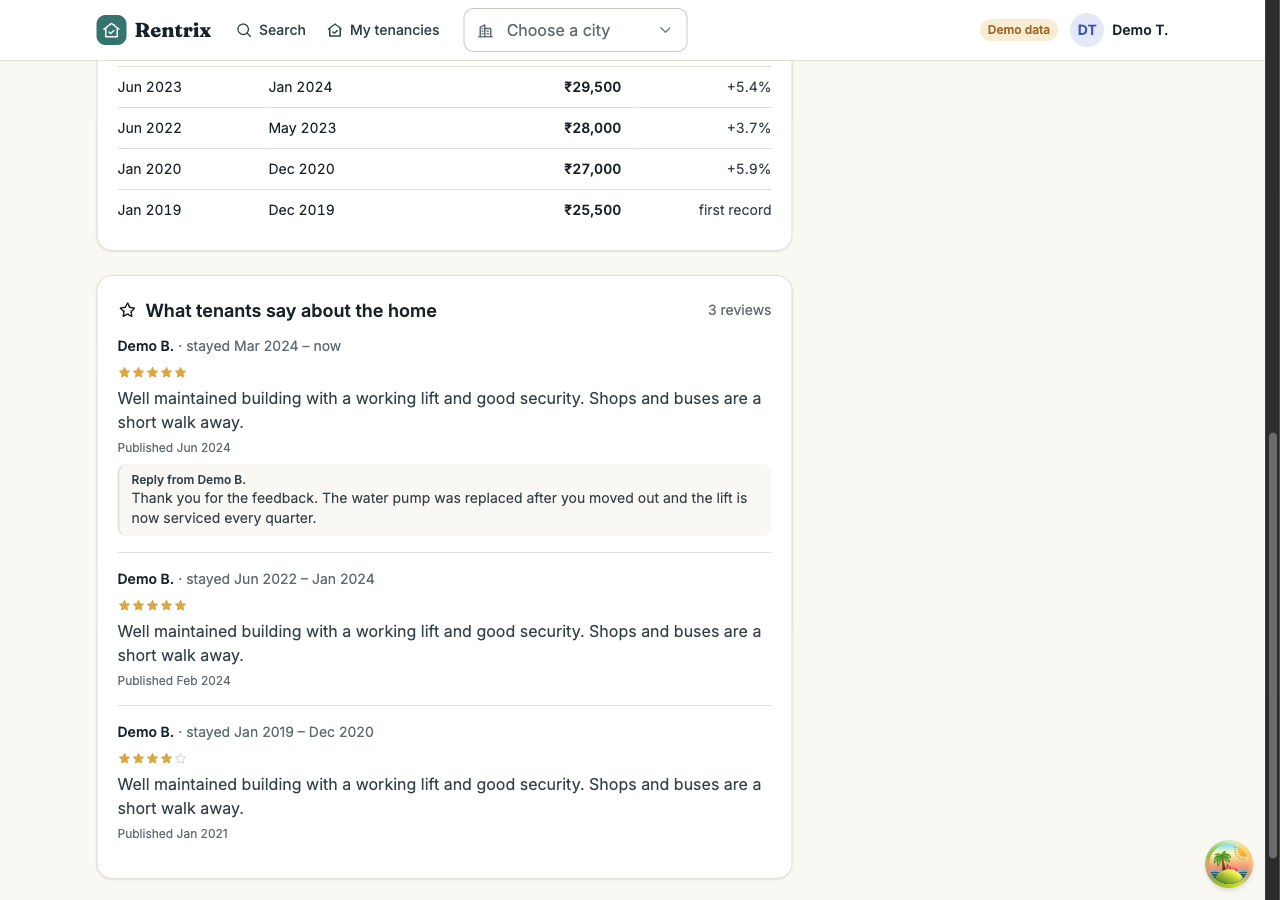 Rentrix
Search
My tenancies
Choose a city
Demo data
DT
Demo T.
Jun 2023 Jan 2024 ₹29,500 +5.4%
Jun 2022 May 2023 ₹28,000 +3.7%
Jan 2020 Dec 2020 ₹27,000 +5.9%
Jan 2019 Dec 2019 ₹25,500 first record
What tenants say about the home
3 reviews
Demo B. · stayed Mar 2024 – now
Well maintained building with a working lift and good security. Shops and buses are a
short walk away.
Published Jun 2024
Reply from Demo B.
Thank you for the feedback. The water pump was replaced after you moved out and the lift is
now serviced every quarter.
Demo B. · stayed Jun 2022 – Jan 2024
Well maintained building with a working lift and good security. Shops and buses are a
short walk away.
Published Feb 2024
Demo B. · stayed Jan 2019 – Dec 2020
Well maintained building with a working lift and good security. Shops and buses are a
short walk away.
Published Jan 2021